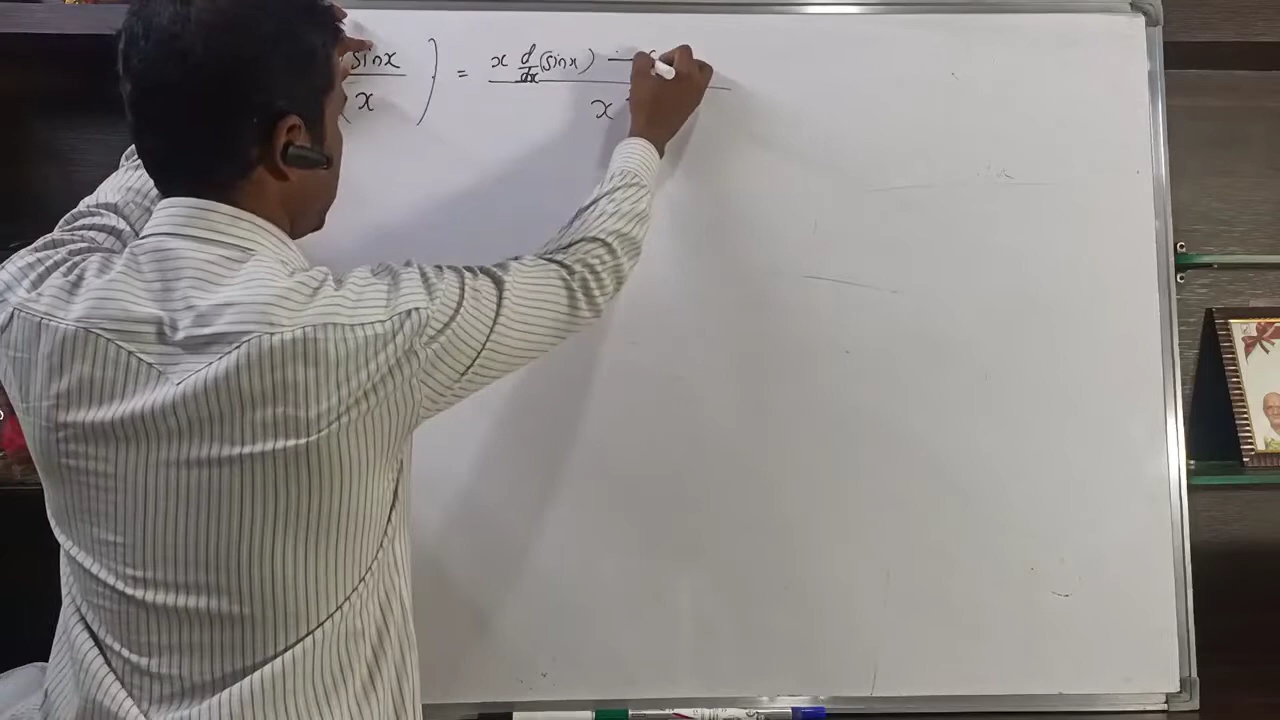 sinx/x) = (x d/dx(sinx) −)/x